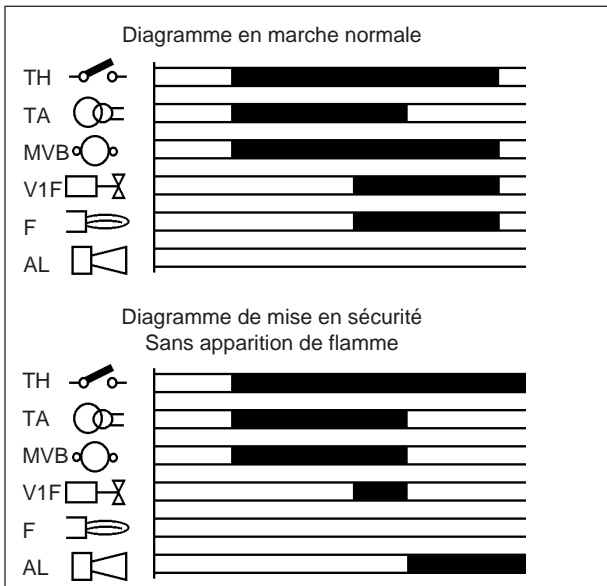 Diagramme en marche normale
TH
TA
MVB
V1F
F
AL
Diagramme de mise en sécurité
Sans apparition de flamme
TH
TA
MVB
V1F
F
AL